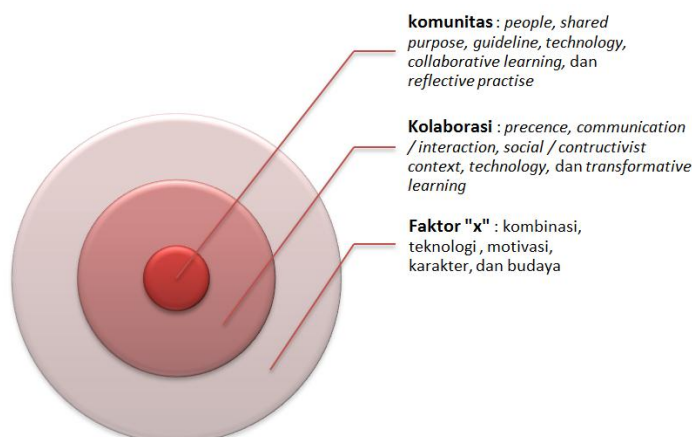 komunitas : people, shared
purpose, guideline, technology,
collaborative learning, dan
reflective practise
Kolaborasi : precence, communication
/ interaction, social / contructivist
context, technology, dan transformative
learning
Faktor "x" : kombinasi,
teknologi , motivasi,
karakter, dan budaya